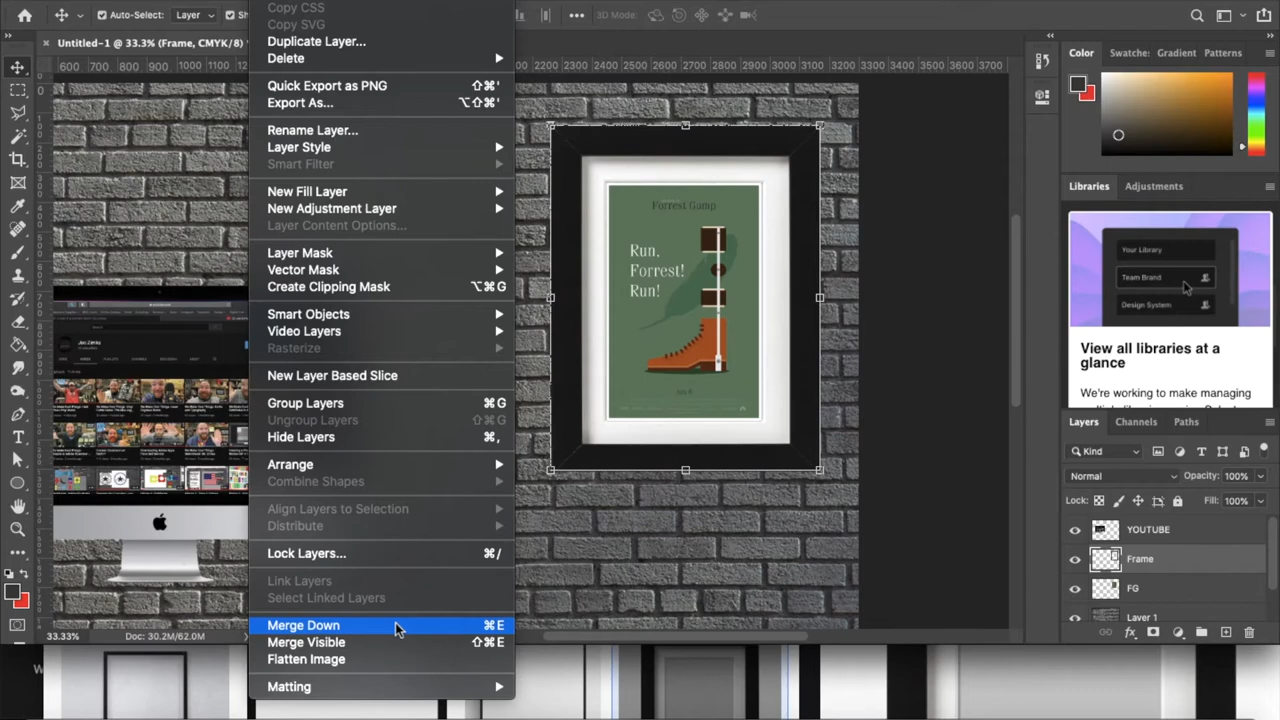 Auto-Select:
Layer
Sh
3D Mode:
Untitled-1 @ 33.3% (Frame, CMYK/8)
600
700
800
900
1000
1100
12
2200
2300
2400
2500
2600
2700
2800
2900
3000
3100
3200
3300
3400
3500
3600
3700
Copy CSS
Copy SVG
Duplicate Layer...
Delete
Quick Export as PNG ⇧⌘'
Export As... ⌥⇧⌘'
Rename Layer...
Layer Style
Smart Filter
New Fill Layer
New Adjustment Layer
Layer Content Options...
Layer Mask
Vector Mask
Create Clipping Mask ⌥⌘G
Smart Objects
Video Layers
Rasterize
New Layer Based Slice
Group Layers ⌘G
Ungroup Layers ⇧⌘G
Hide Layers ⌘,
Arrange
Combine Shapes
Align Layers to Selection
Distribute
Lock Layers... ⌘/
Link Layers
Select Linked Layers
Merge Down ⌘E
Merge Visible ⇧⌘E
Flatten Image
Matting
Forrest Gump
Run,
Forrest!
Run!
July 6
33.33%
Doc: 30.2M/62.0M
Color
Swatche:
Gradient
Patterns
Libraries
Adjustments
Your Library
Team Brand
Design System
View all libraries at a
glance
We're working to make managing
Layers
Channels
Paths
Kind
Normal
Opacity: 100%
Lock:
Fill: 100%
YOUTUBE
Frame
FG
Layer 1
W